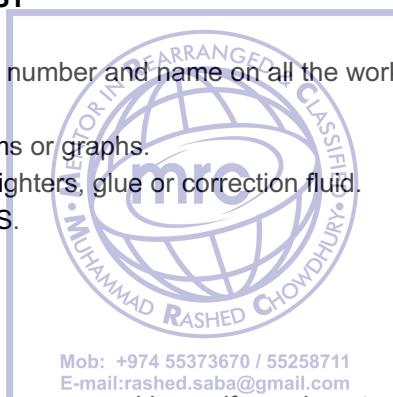 number and name on all the work
MENTOR IN REARRANGED & CLASSIFIED
ms or graphs.
ighters, glue or correction fluid.
mrc
S.
MUHAMMAD RASHED CHOWDHURY
Mob: +974 55373670 / 55258711
E-mail:rashed.saba@gmail.com